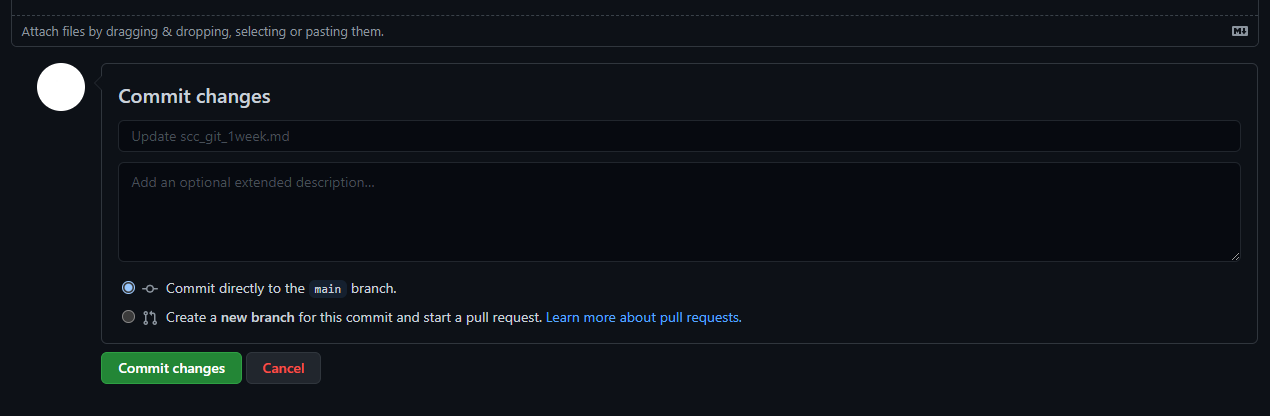 Attach files by dragging & dropping, selecting or pasting them.
Commit changes
Update scc_git_1week.md
Add an optional extended description…
Commit directly to the main branch.
Create a new branch for this commit and start a pull request. Learn more about pull requests.
Commit changes Cancel